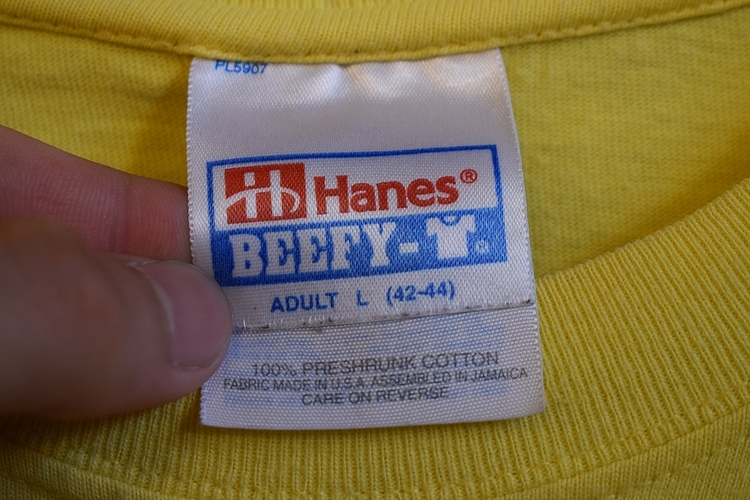 PL5907
Hanes®
BEEFY-
ADULT L (42-44)
100% PRESHRUNK COTTON
FABRIC MADE IN U.S.A. ASSEMBLED IN JAMAICA
CARE ON REVERSE